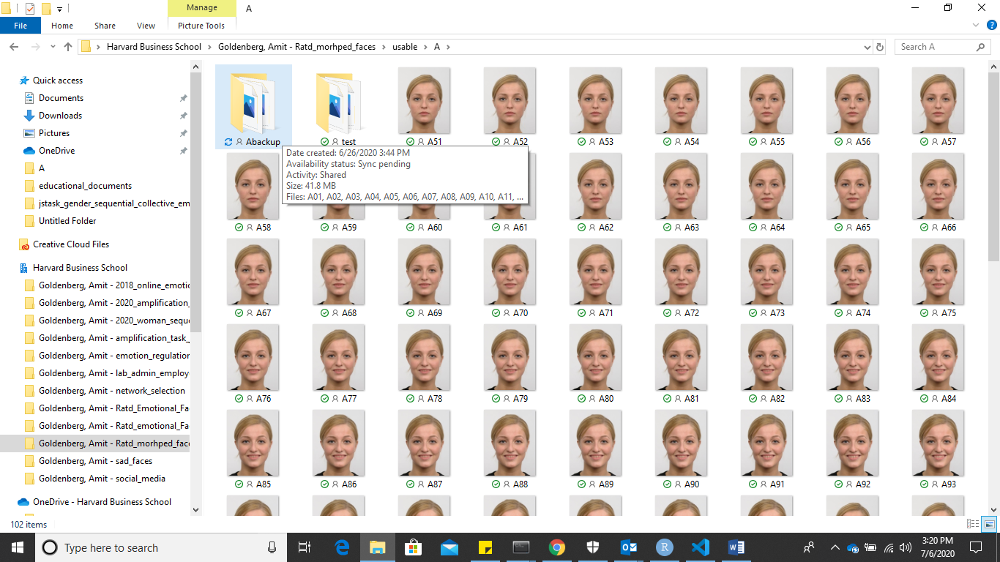 Manage
A
File
Home
Share
View
Picture Tools
Harvard Business School
Goldenberg, Amit - Ratd_morhped_faces
usable
A
Search A
Quick access
Documents
Downloads
Pictures
OneDrive
A
educational_documents
jstask_gender_sequential_collective_em
Untitled Folder
Creative Cloud Files
Harvard Business School
Goldenberg, Amit - 2018_online_emotic
Goldenberg, Amit - 2020_amplification_
Goldenberg, Amit - 2020_woman_sequ
Goldenberg, Amit - amplification_task_
Goldenberg, Amit - emotion_regulation
Goldenberg, Amit - lab_admin_employ
Goldenberg, Amit - network_selection
Goldenberg, Amit - Ratd_Emotional_Fa
Goldenberg, Amit - Ratd_emotional_Fa
Goldenberg, Amit - Ratd_morhped_face
Goldenberg, Amit - sad_faces
Goldenberg, Amit - social_media
OneDrive - Harvard Business School
Abackup test A51 A52 A53 A54 A55 A56 A57
Date created: 6/26/2020 3:44 PM
Availability status: Sync pending
Activity: Shared
Size: 41.8 MB
Files: A01, A02, A03, A04, A05, A06, A07, A08, A09, A10, A11, ...
A58 A59 A60 A61 A62 A63 A64 A65 A66
A67 A68 A69 A70 A71 A72 A73 A74 A75
A76 A77 A78 A79 A80 A81 A82 A83 A84
A85 A86 A87 A88 A89 A90 A91 A92 A93
102 items
Type here to search
R
3:20 PM
7/6/2020